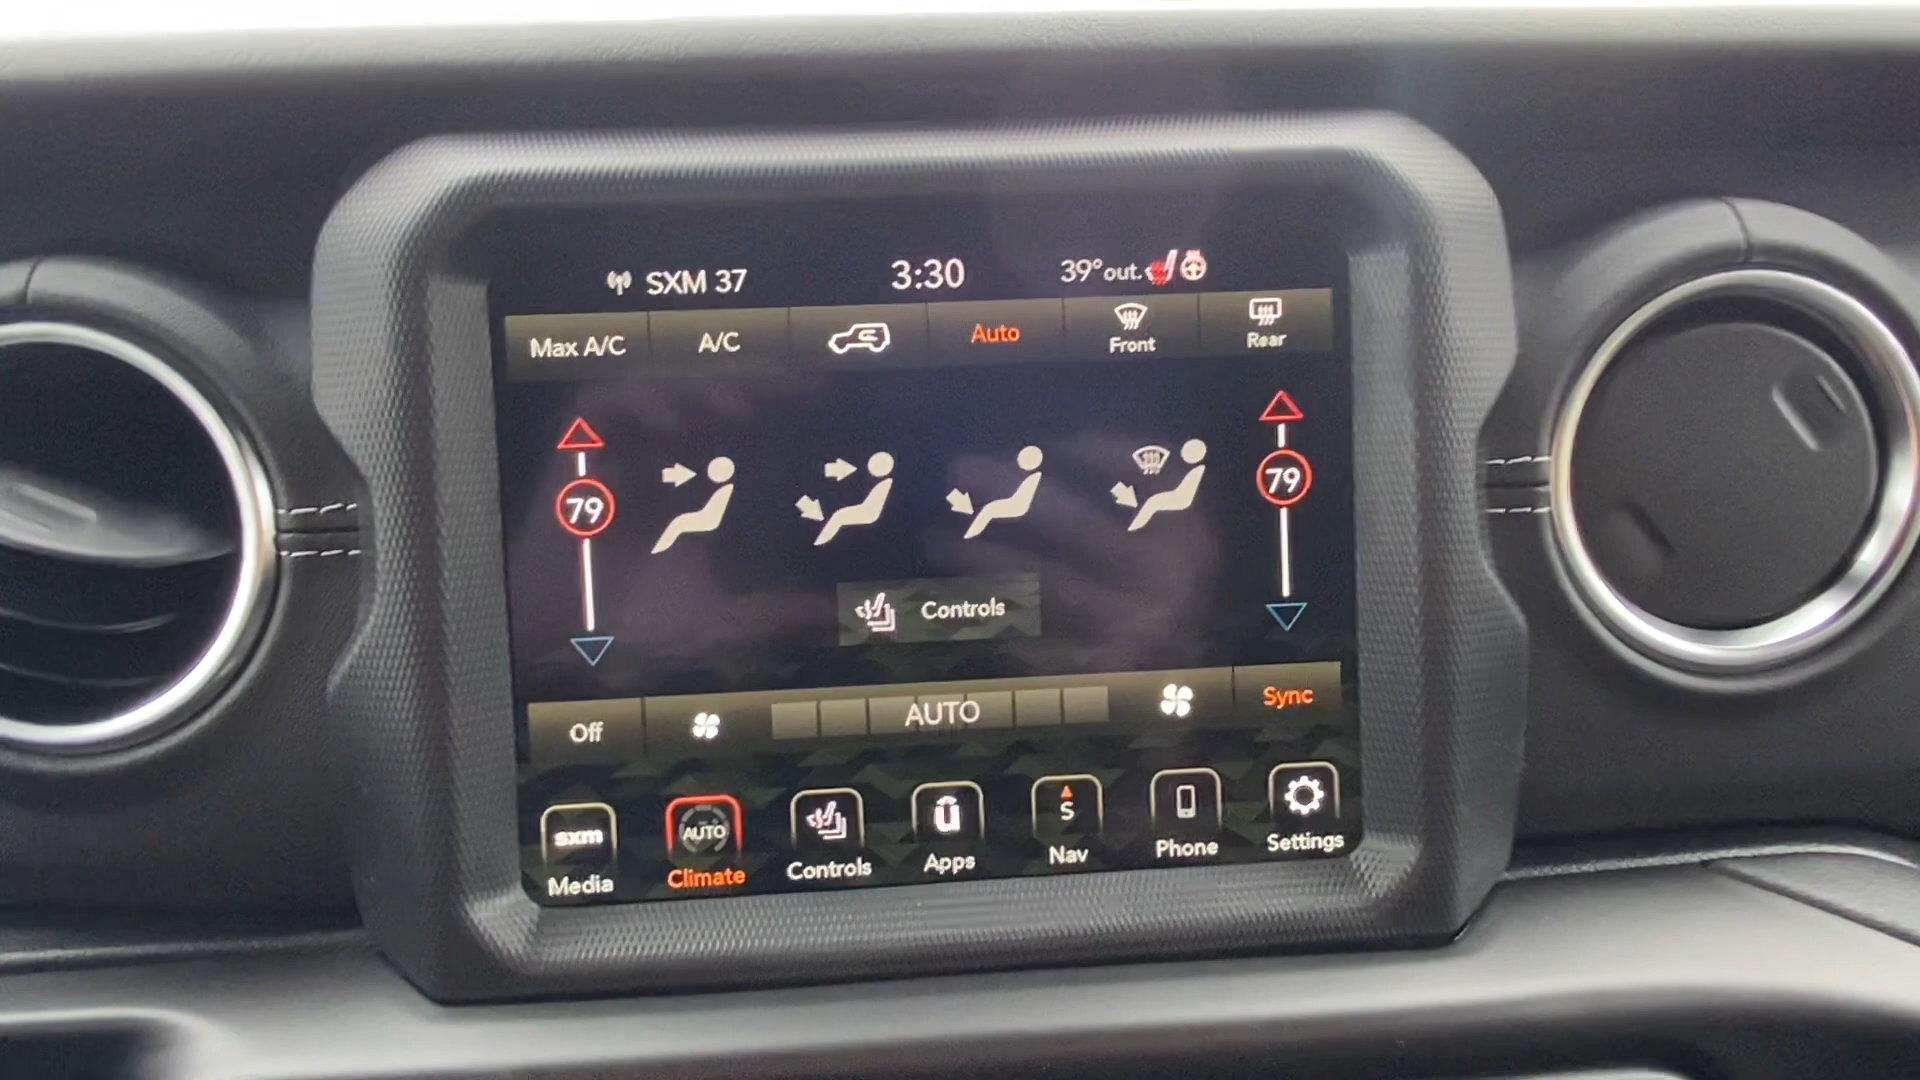 SXM 37 3:30 39° out.
Max A/C A/C Auto Front Rear
79 79
Controls
Off AUTO Sync
sxm AUTO ü S
Media Climate Controls Apps Nav Phone Settings